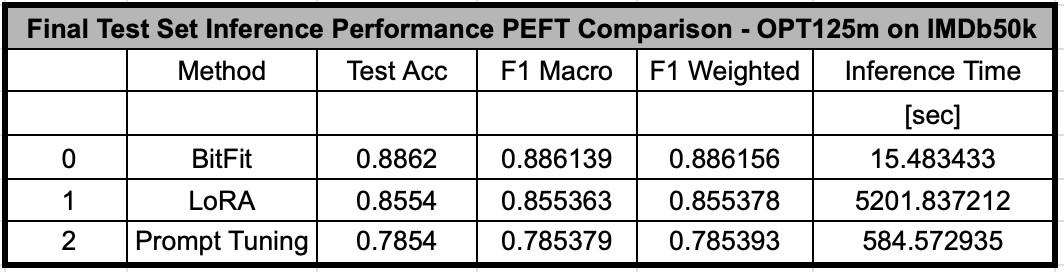 Final Test Set Inference Performance PEFT Comparison - OPT125m on IMDb50k
Method Test Acc F1 Macro F1 Weighted Inference Time
[sec]
0 BitFit 0.8862 0.886139 0.886156 15.483433
1 LoRA 0.8554 0.855363 0.855378 5201.837212
2 Prompt Tuning 0.7854 0.785379 0.785393 584.572935